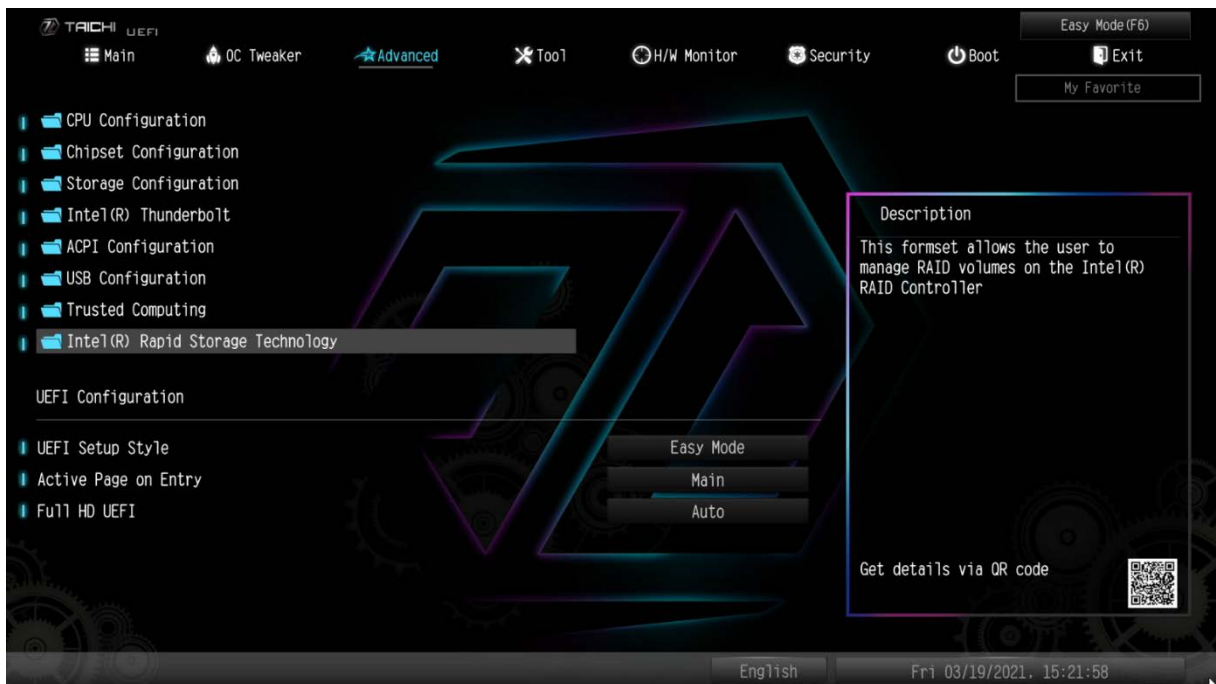 TAICHI UEFI
Easy Mode(F6)
Main OC Tweaker Advanced Tool H/W Monitor Security Boot Exit
My Favorite
CPU Configuration
Chipset Configuration
Storage Configuration
Intel(R) Thunderbolt
ACPI Configuration
USB Configuration
Trusted Computing
Intel(R) Rapid Storage Technology
UEFI Configuration
UEFI Setup Style Easy Mode
Active Page on Entry Main
Full HD UEFI Auto
Description
This formset allows the user to
manage RAID volumes on the Intel(R)
RAID Controller
Get details via QR code
English
Fri 03/19/2021. 15:21:58